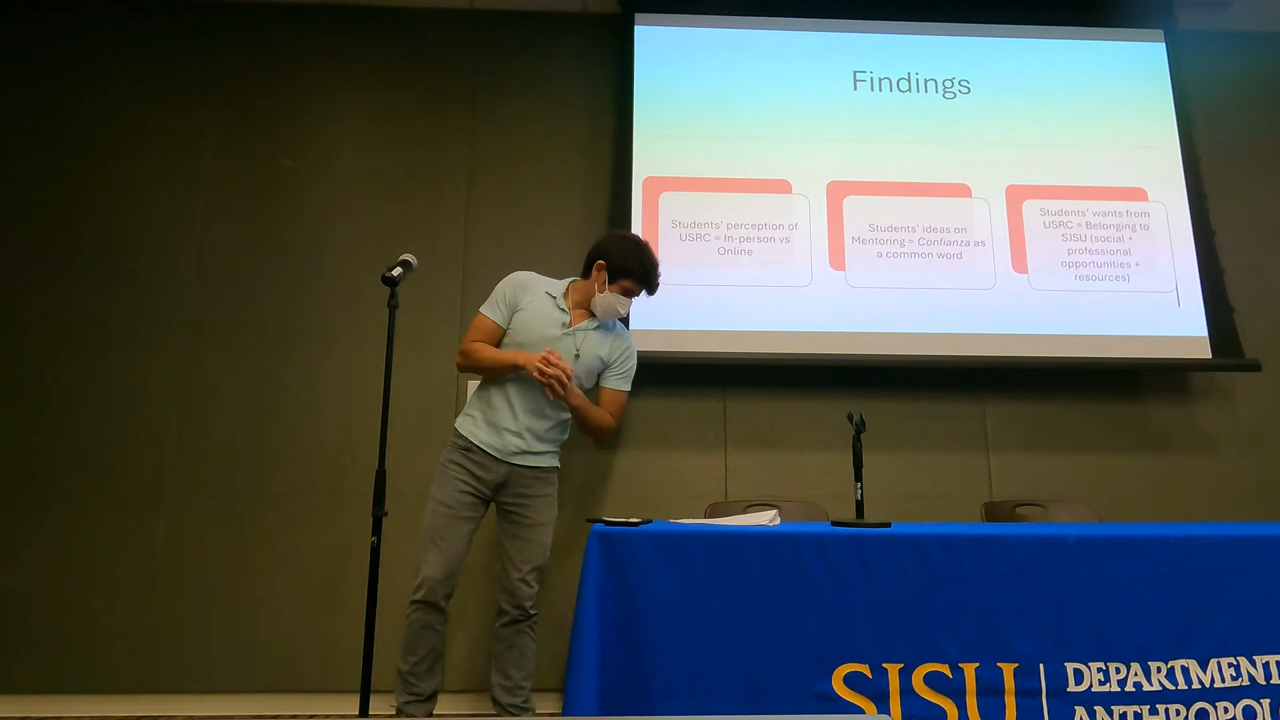 Findings
Students' perception of
USRC = In-person vs
Online
Students' ideas on
Mentoring = Confianza as
a common word
Students' wants from
USRC = Belonging to
SJSU (social +
professional
opportunities +
resources)
SJSU
DEPARTMENT
ANTHROPOL